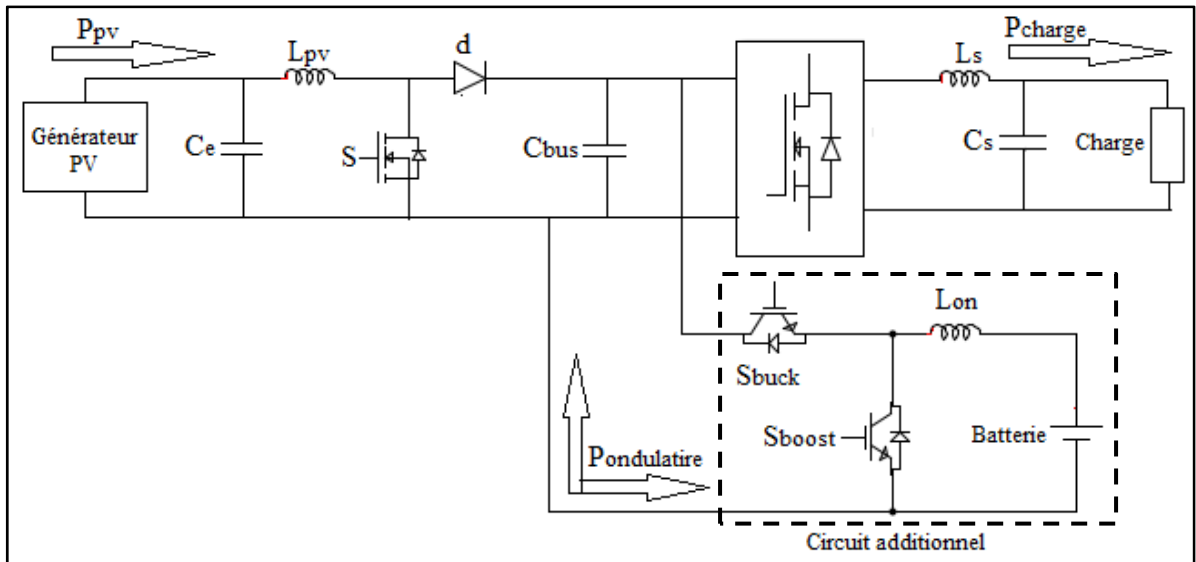 Ppv
Lpv
d
Pcharge
Ls
Générateur
PV
Ce
S
Cbus
Cs
Charge
Lon
Sbuck
Sboost
Batterie
Pondulatire
Circuit additionnel